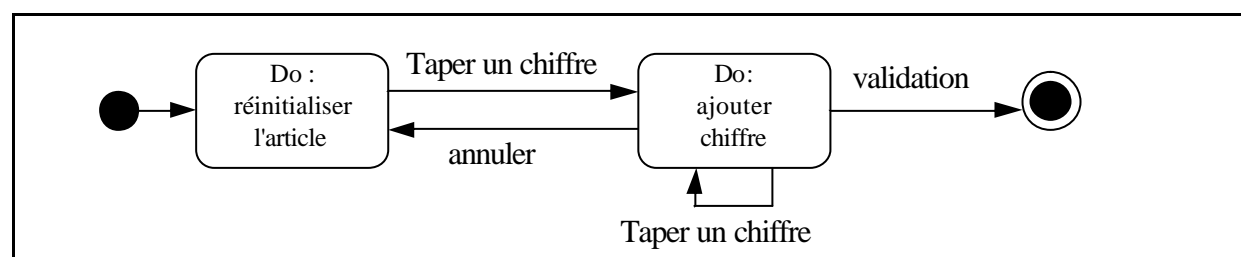 Do :
réinitialiser
l'article
Taper un chiffre
annuler
Do:
ajouter
chiffre
validation
Taper un chiffre